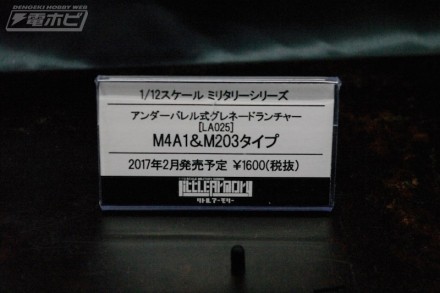 DENGEKI HOBBY WEB
電ホビ
1/12スケール ミリタリーシリーズ
アンダーバレル式グレネードランチャー
[LA025]
M4A1&M203タイプ
2017年2月発売予定 ¥1600(税抜)
LITTLEARMORY
リトルアーモリー